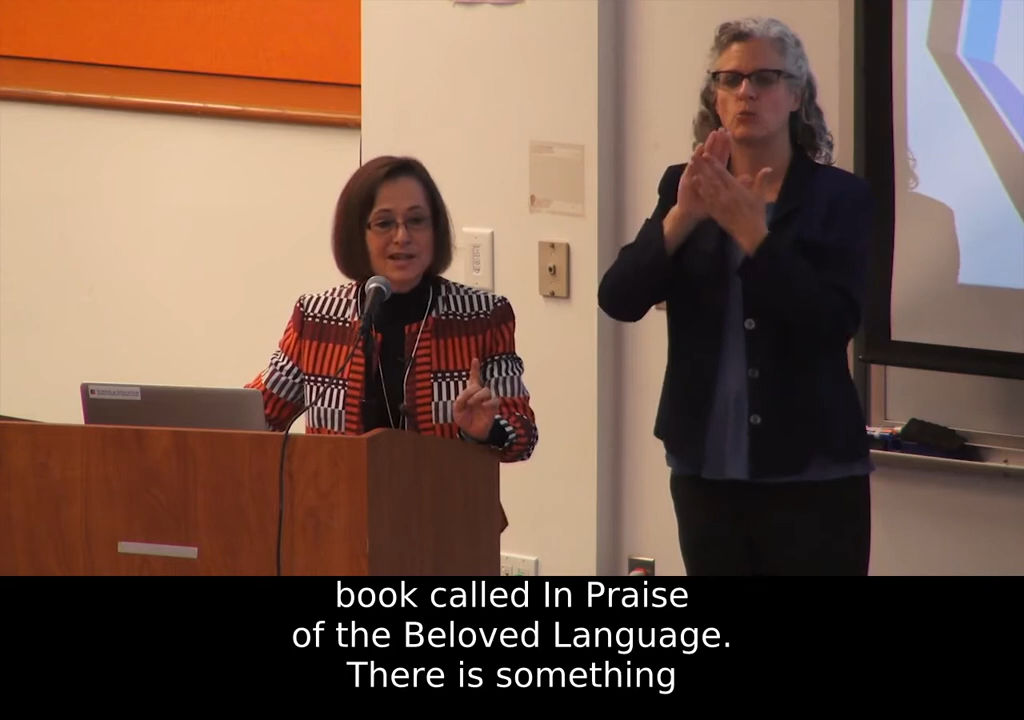 book called In Praise
of the Beloved Language.
There is something